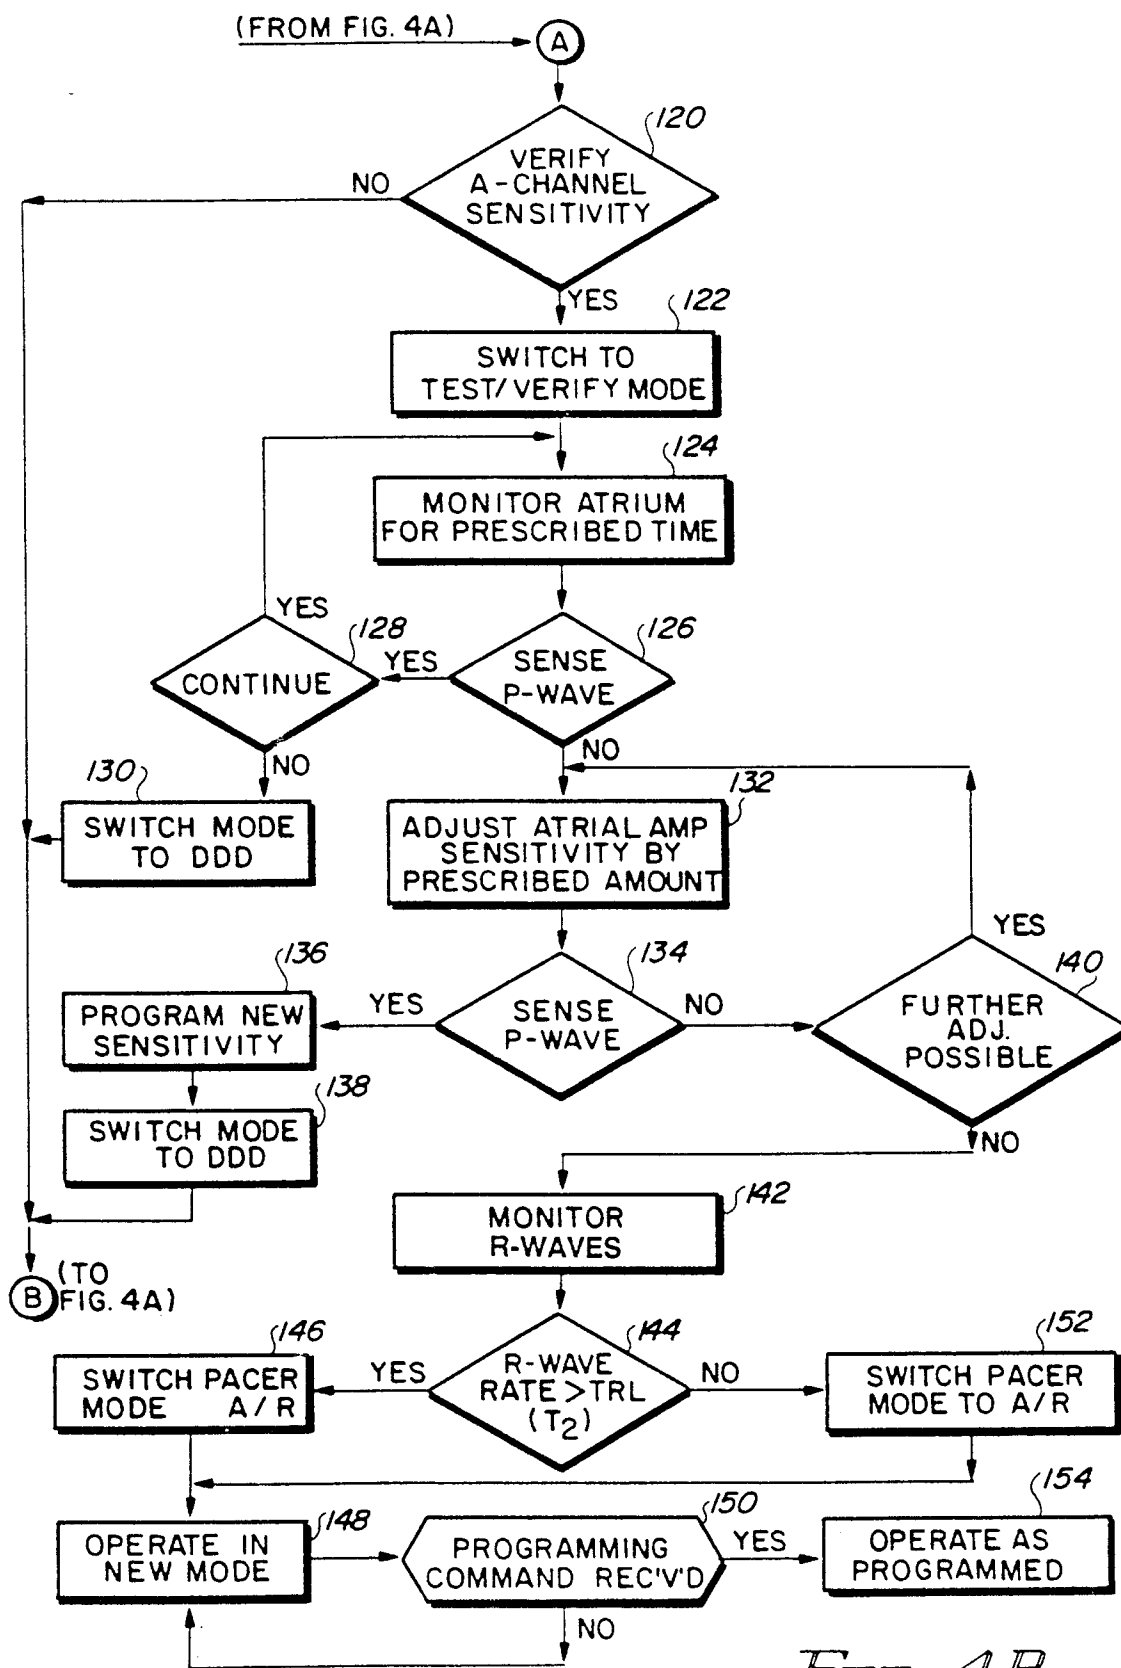 (FROM FIG. 4A)
A
120
VERIFY
A-CHANNEL
SENSITIVITY
NO
YES
122
SWITCH TO
TEST/VERIFY MODE
124
MONITOR ATRIUM
FOR PRESCRIBED TIME
YES
128
CONTINUE
YES
126
SENSE
P-WAVE
NO
NO
130
SWITCH MODE
TO DDD
132
ADJUST ATRIAL AMP
SENSITIVITY BY
PRESCRIBED AMOUNT
YES
136
PROGRAM NEW
SENSITIVITY
YES
134
SENSE
P-WAVE
NO
140
FURTHER
ADJ.
POSSIBLE
138
SWITCH MODE
TO DDD
NO
142
MONITOR
R-WAVES
B
(TO
FIG. 4A)
146
SWITCH PACER
MODE A/R
YES
144
R-WAVE
RATE>TRL
(T2)
NO
152
SWITCH PACER
MODE TO A/R
148
OPERATE IN
NEW MODE
150
PROGRAMMING
COMMAND REC'V'D
YES
154
OPERATE AS
PROGRAMMED
NO
FIG. 4B